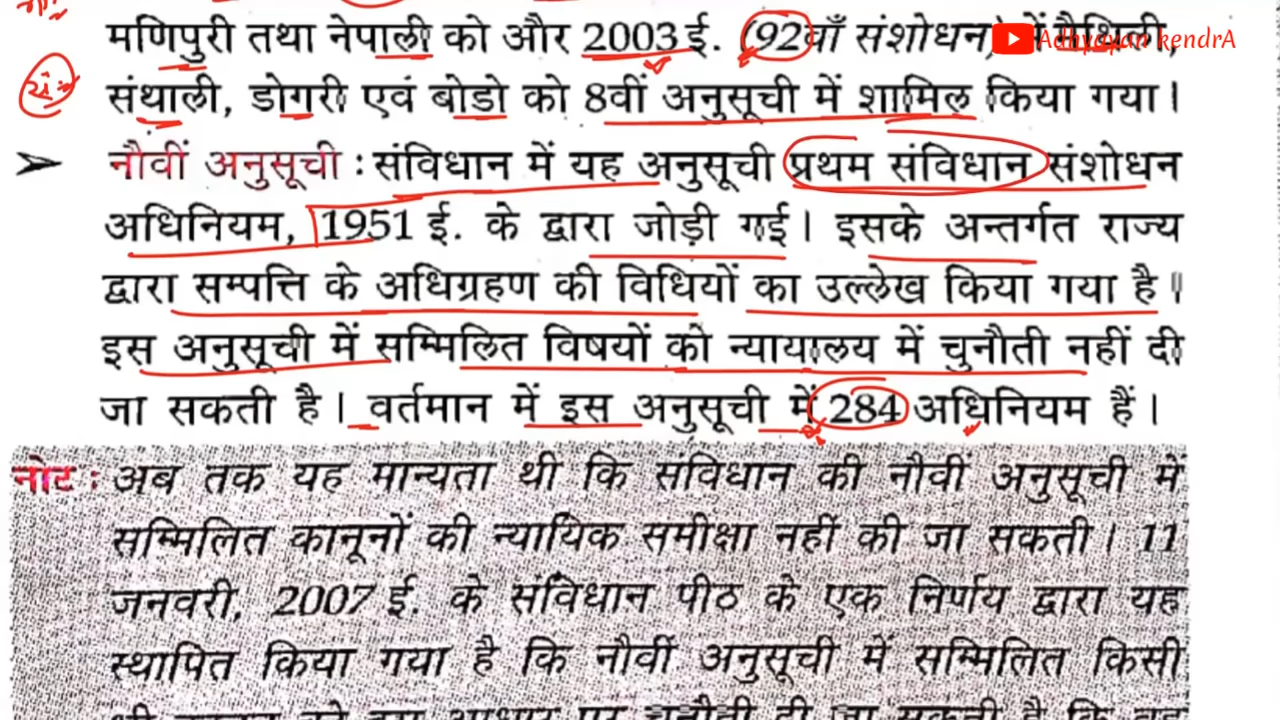 मणिपुरी तथा नेपाली को और 2003 ई. (92वाँ संशोधन) में मैथिली,
Adhyayan kendrA
संथाली, डोगरी एवं बोडो को 8वीं अनुसूची में शामिल किया गया।
➢ नौवीं अनुसूची : संविधान में यह अनुसूची प्रथम संविधान संशोधन
अधिनियम, 1951 ई. के द्वारा जोड़ी गई। इसके अन्तर्गत राज्य
द्वारा सम्पत्ति के अधिग्रहण की विधियों का उल्लेख किया गया है।
इस अनुसूची में सम्मिलित विषयों को न्यायालय में चुनौती नहीं दी
जा सकती है। वर्तमान में इस अनुसूची में 284 अधिनियम हैं।
नोट : अब तक यह मान्यता थी कि संविधान की नौवीं अनुसूची में
सम्मिलित कानूनों की न्यायिक समीक्षा नहीं की जा सकती। 11
जनवरी, 2007 ई. के संविधान पीठ के एक निर्णय द्वारा यह
स्थापित किया गया है कि नौवीं अनुसूची में सम्मिलित किसी